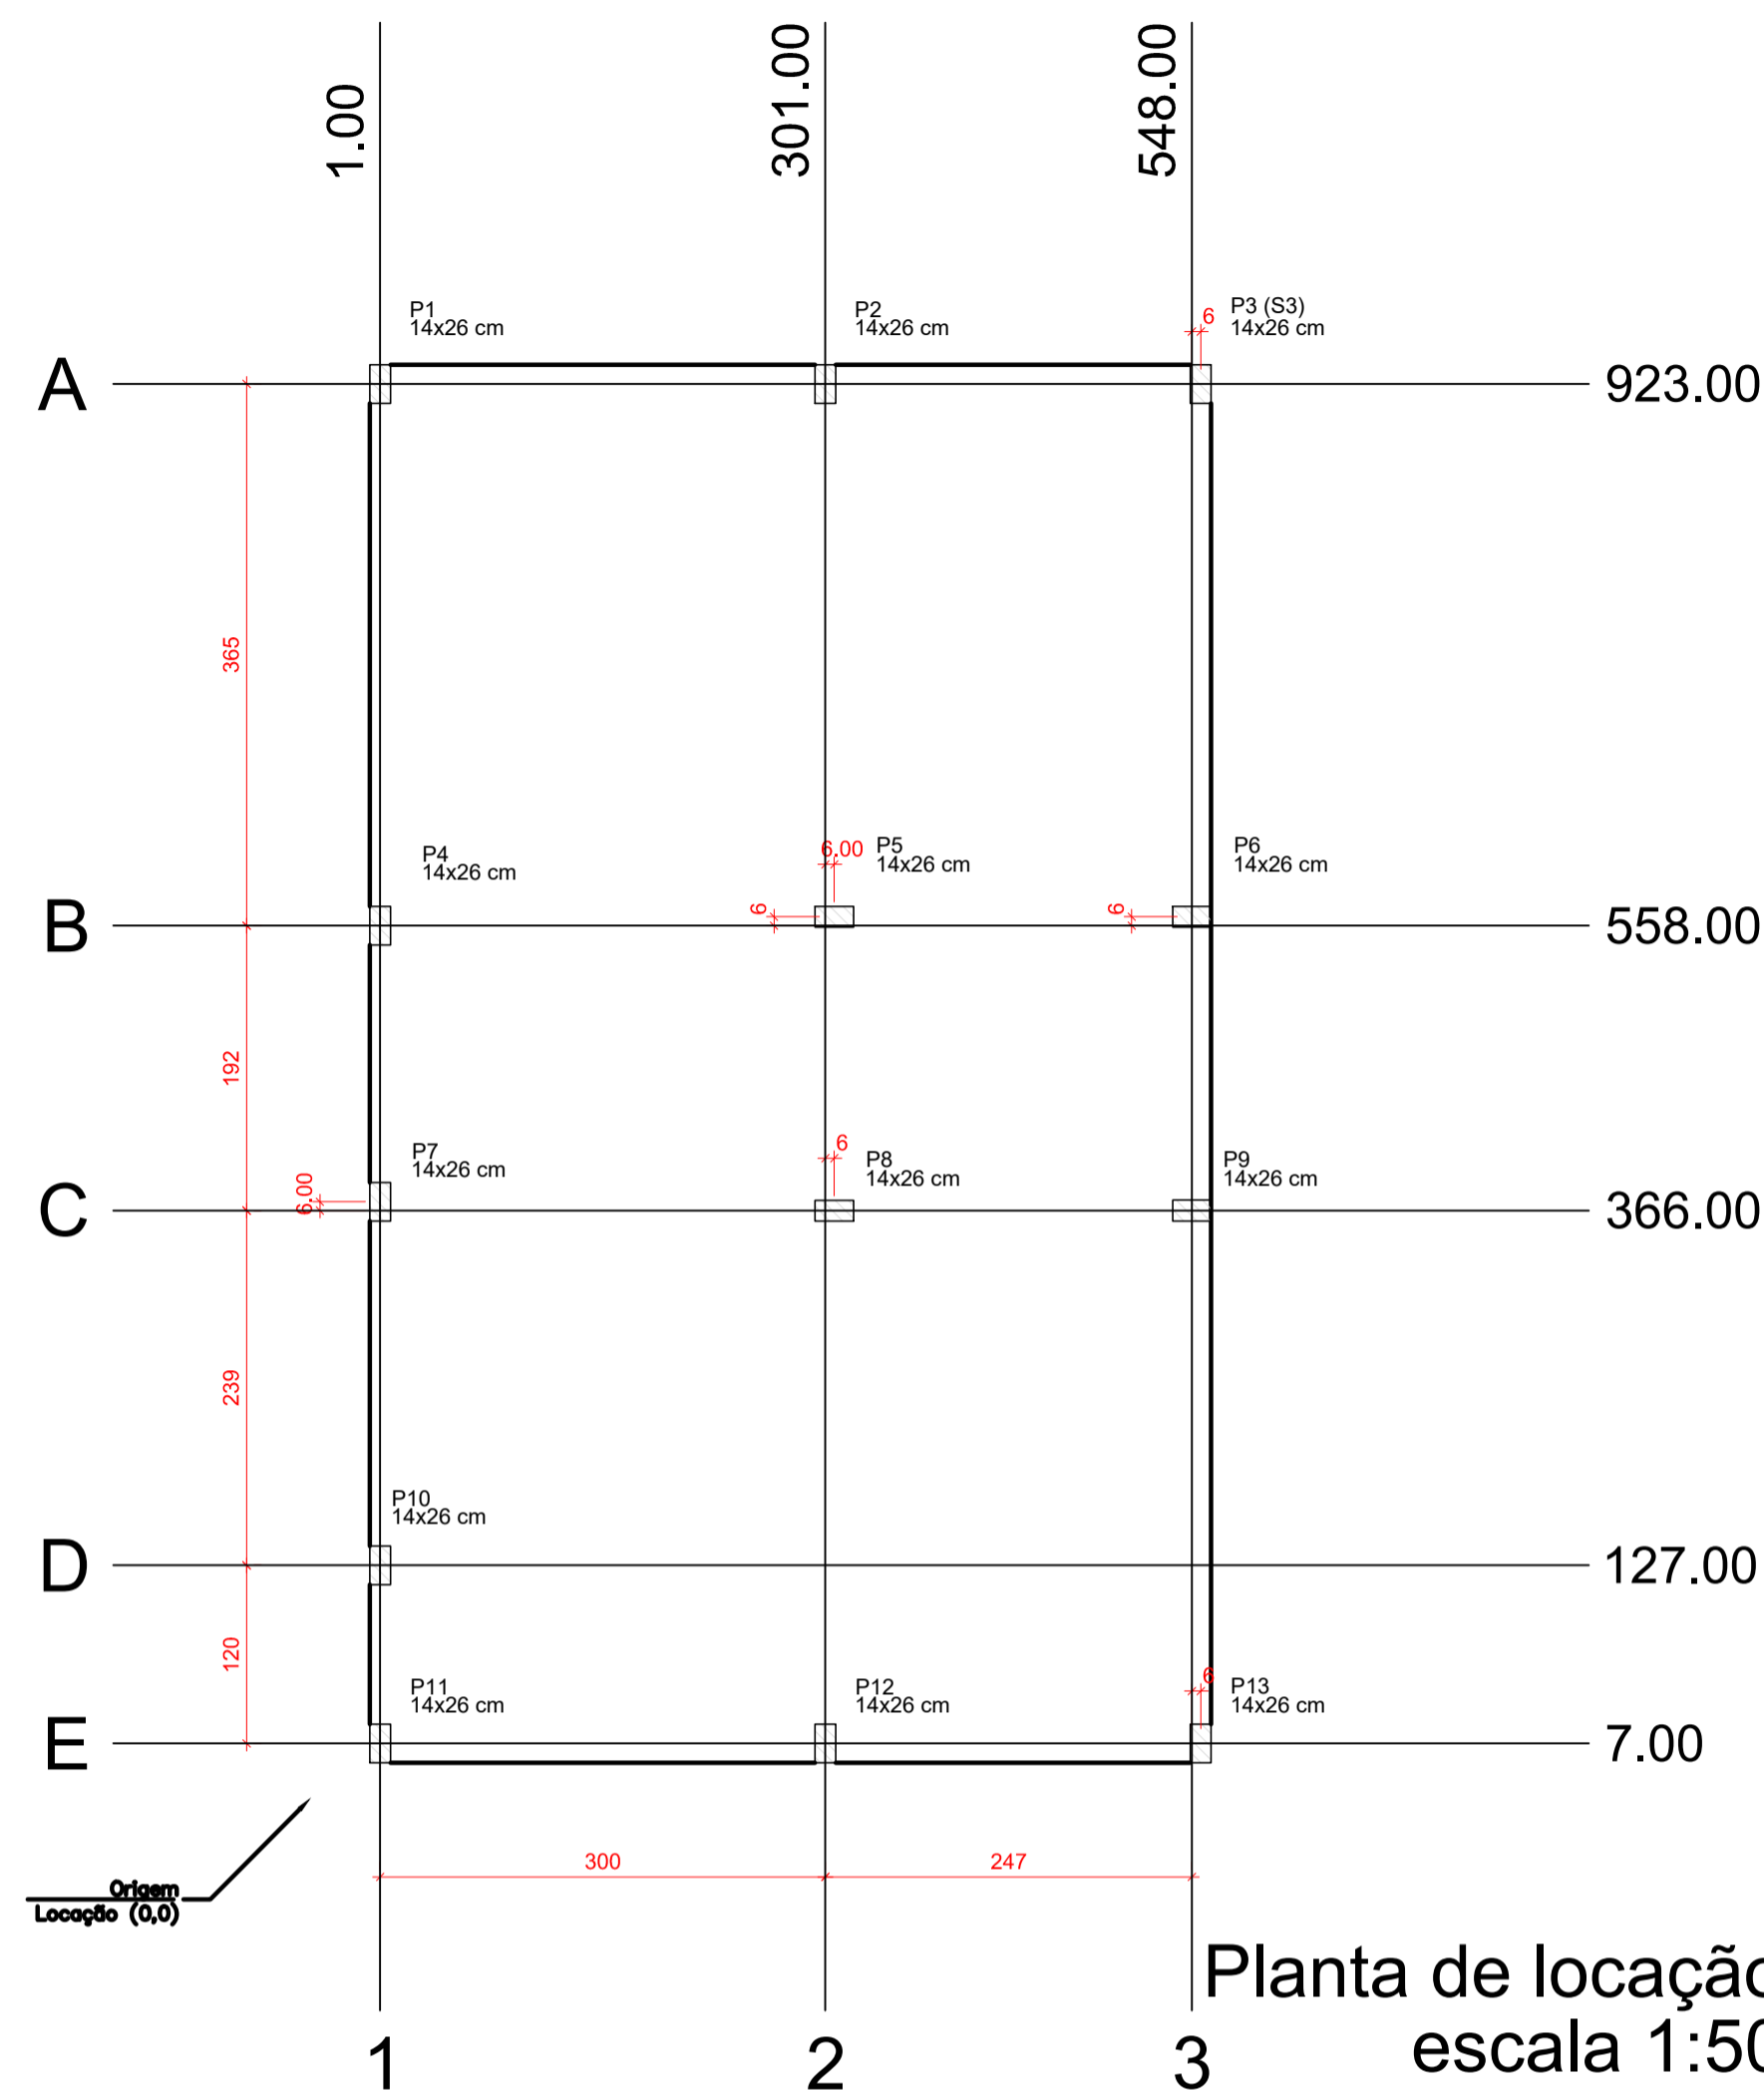 1.00
301.00
548.00
P1
14x26 cm
P2
14x26 cm
6
P3 (S3)
14x26 cm
A
923.00
365
P4
14x26 cm
6.00
P5
14x26 cm
P6
14x26 cm
6
6
B
558.00
192
P7
14x26 cm
6
P8
14x26 cm
P9
14x26 cm
6.00
C
366.00
239
P10
14x26 cm
D
127.00
120
P11
14x26 cm
P12
14x26 cm
6
P13
14x26 cm
E
7.00
300
247
Origem
Locação (0,0)
Planta de locação
escala 1:50
1
2
3